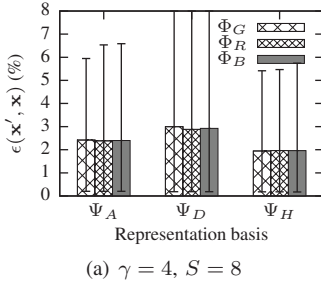 8
7
6
5
4
3
2
1
0
ϵ(x′, x) (%)
Φ_G
Φ_R
Φ_B
Ψ_A Ψ_D Ψ_H
Representation basis
(a) γ = 4, S = 8